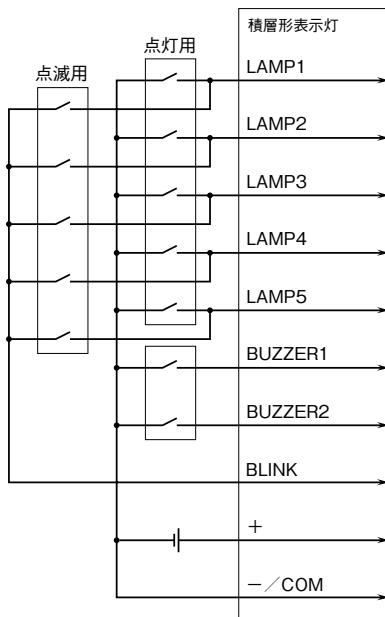 積層形表示灯
点灯用
点滅用
LAMP1
LAMP2
LAMP3
LAMP4
LAMP5
BUZZER1
BUZZER2
BLINK
＋
－／COM